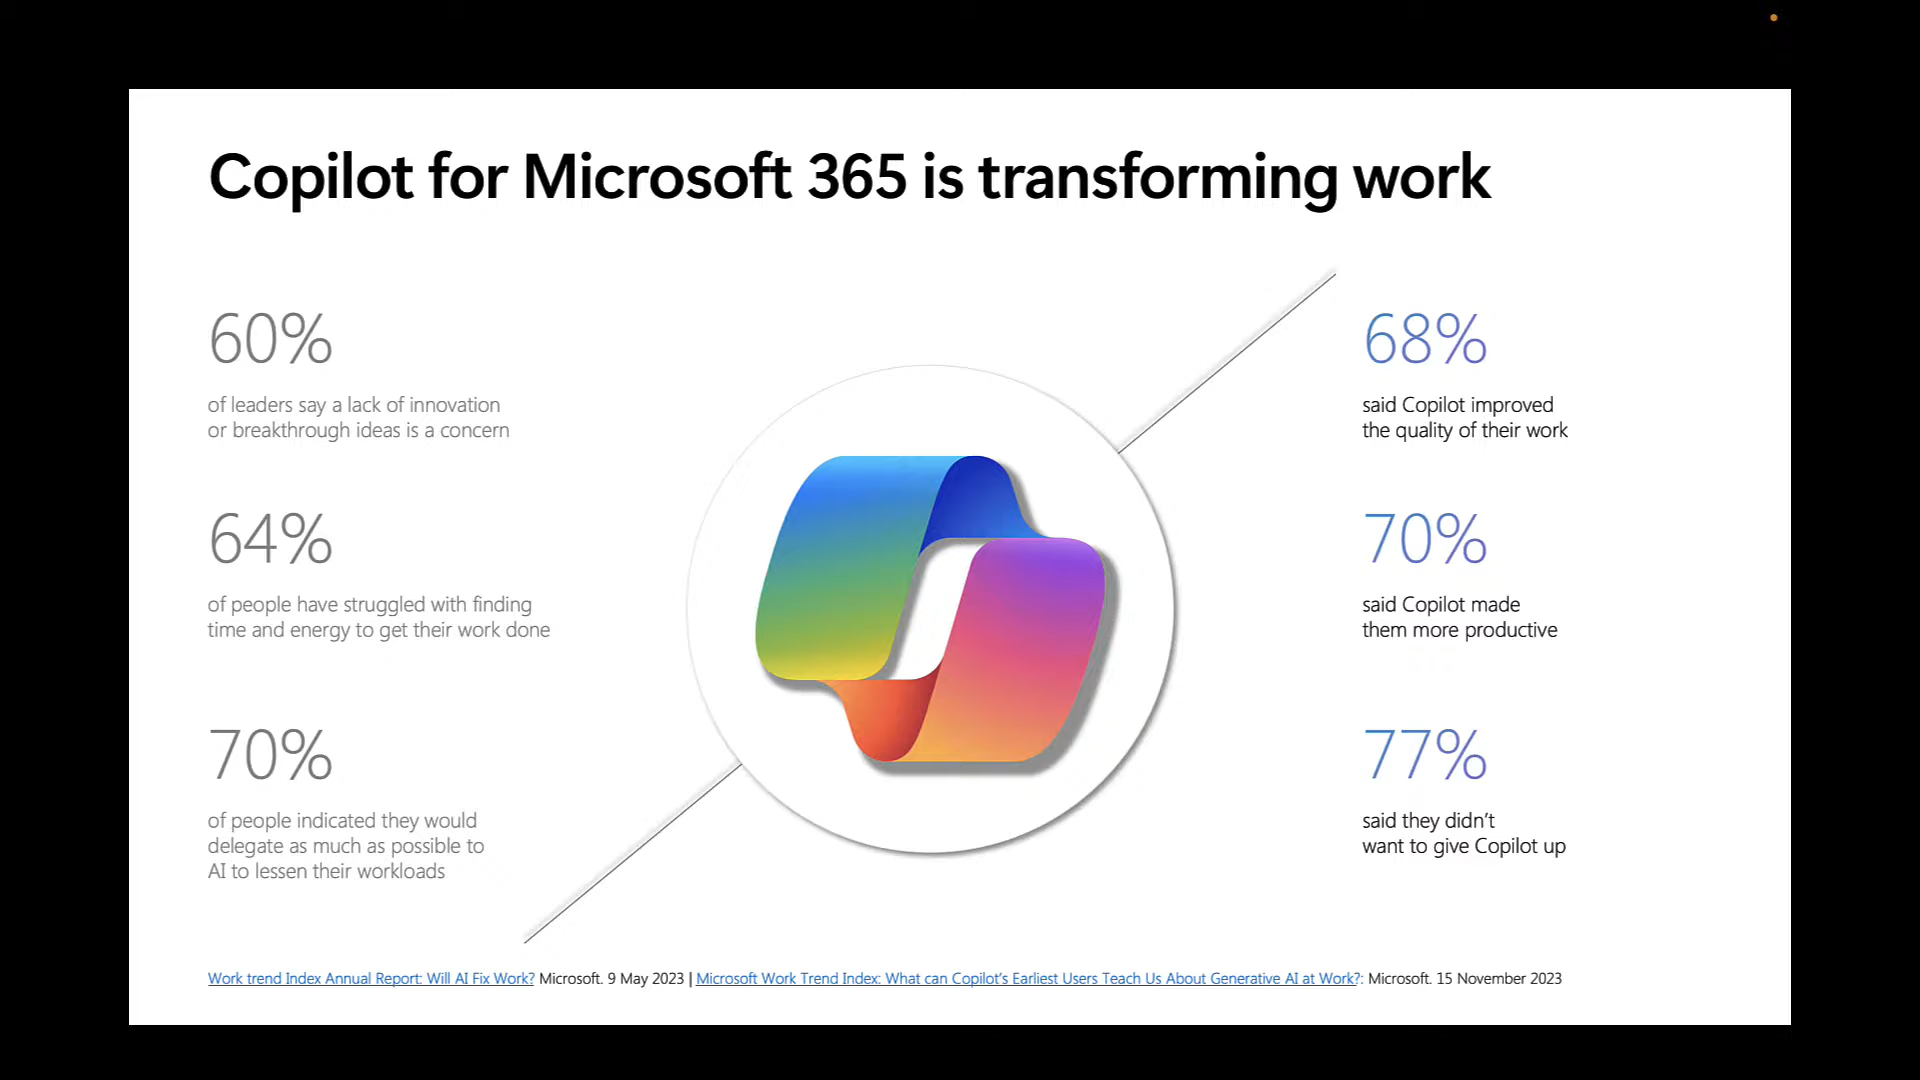 Copilot for Microsoft 365 is transforming work
60%
of leaders say a lack of innovation
or breakthrough ideas is a concern
64%
of people have struggled with finding
time and energy to get their work done
70%
of people indicated they would
delegate as much as possible to
AI to lessen their workloads
68%
said Copilot improved
the quality of their work
70%
said Copilot made
them more productive
77%
said they didn’t
want to give Copilot up
Work trend Index Annual Report: Will AI Fix Work? Microsoft. 9 May 2023 | Microsoft Work Trend Index: What can Copilot’s Earliest Users Teach Us About Generative AI at Work?: Microsoft. 15 November 2023